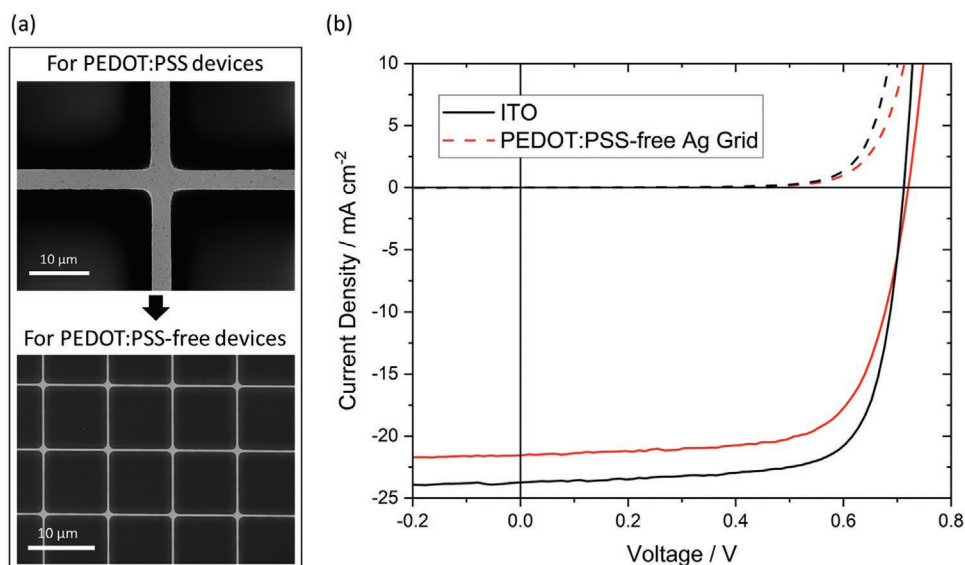 (a)
For PEDOT:PSS devices
10 μm
For PEDOT:PSS-free devices
10 μm
(b)
10
5
0
-5
-10
-15
-20
-25
Current Density / mA cm⁻²
ITO
PEDOT:PSS-free Ag Grid
-0.2
0.0
0.2
0.4
0.6
0.8
Voltage / V